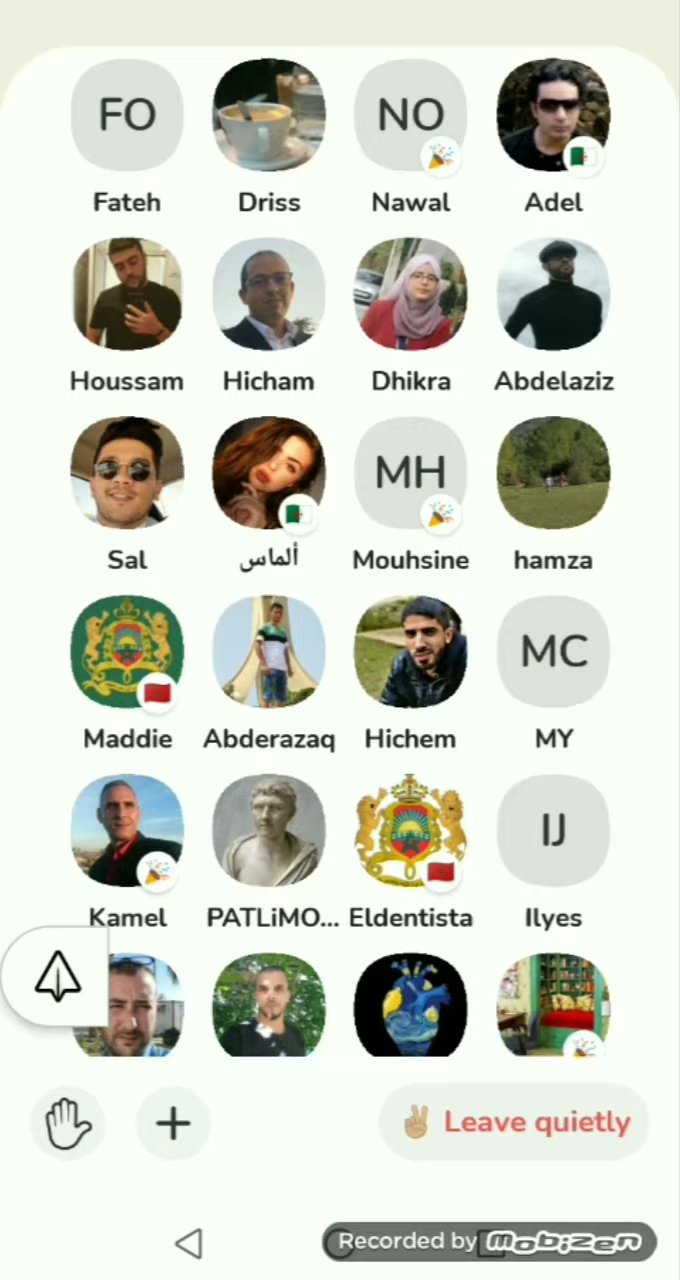 FO
NO
Fateh
Driss
Nawal
Adel
Houssam
Hicham
Dhikra
Abdelaziz
MH
Sal
ألماس
Mouhsine
hamza
MC
Maddie
Abderazaq
Hichem
MY
IJ
Kamel
PATLiMO...
Eldentista
Ilyes
✌🏼 Leave quietly
Recorded by mobizen